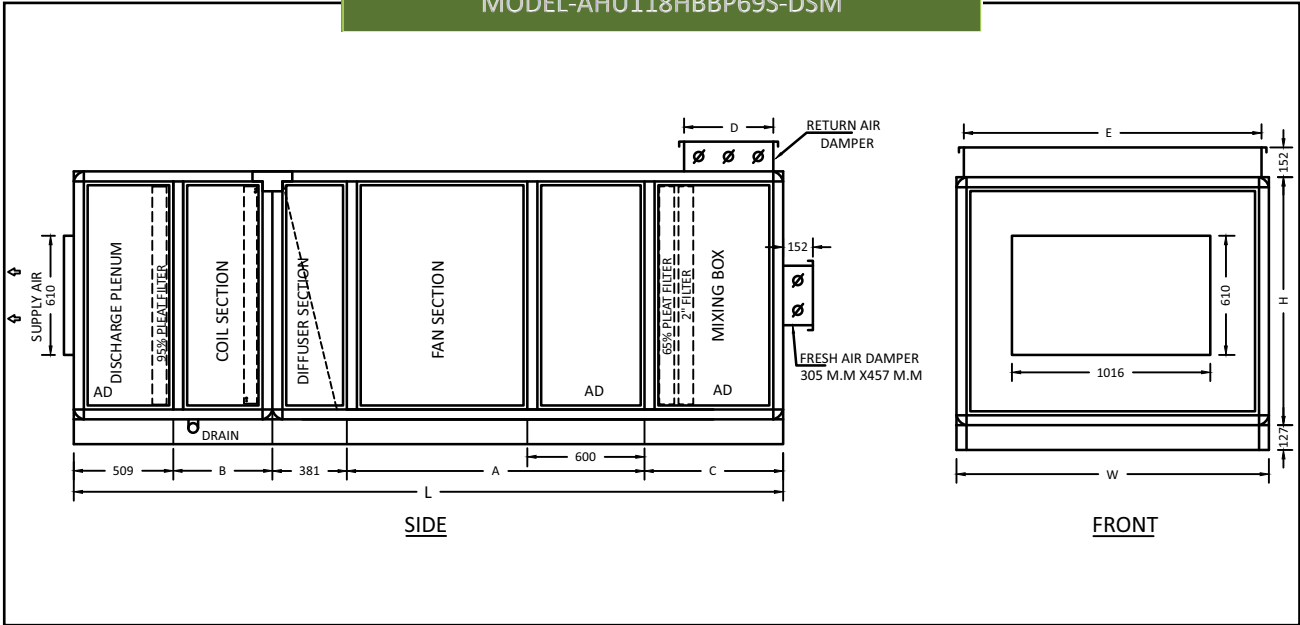 MODEL-AHU118HBBP69S-DSM
D
RETURN AIR
DAMPER
E
152
SUPPLY AIR
610
DISCHARGE PLENUM
95% PLEAT FILTER
COIL SECTION
DIFFUSER SECTION
FAN SECTION
65% PLEAT FILTER
2" FILTER
MIXING BOX
152
FRESH AIR DAMPER
305 M.M X457 M.M
AD
AD
AD
DRAIN
610
1016
H
127
509
B
381
A
600
C
L
W
SIDE
FRONT